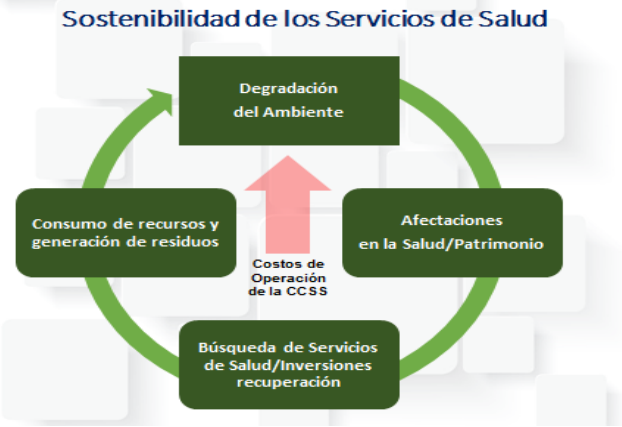 Sostenibilidad de los Servicios de Salud
Degradación
del Ambiente
Afectaciones
en la Salud/Patrimonio
Búsqueda de Servicios
de Salud/Inversiones
recuperación
Consumo de recursos y
generación de residuos
Costos de
Operación
de la CCSS